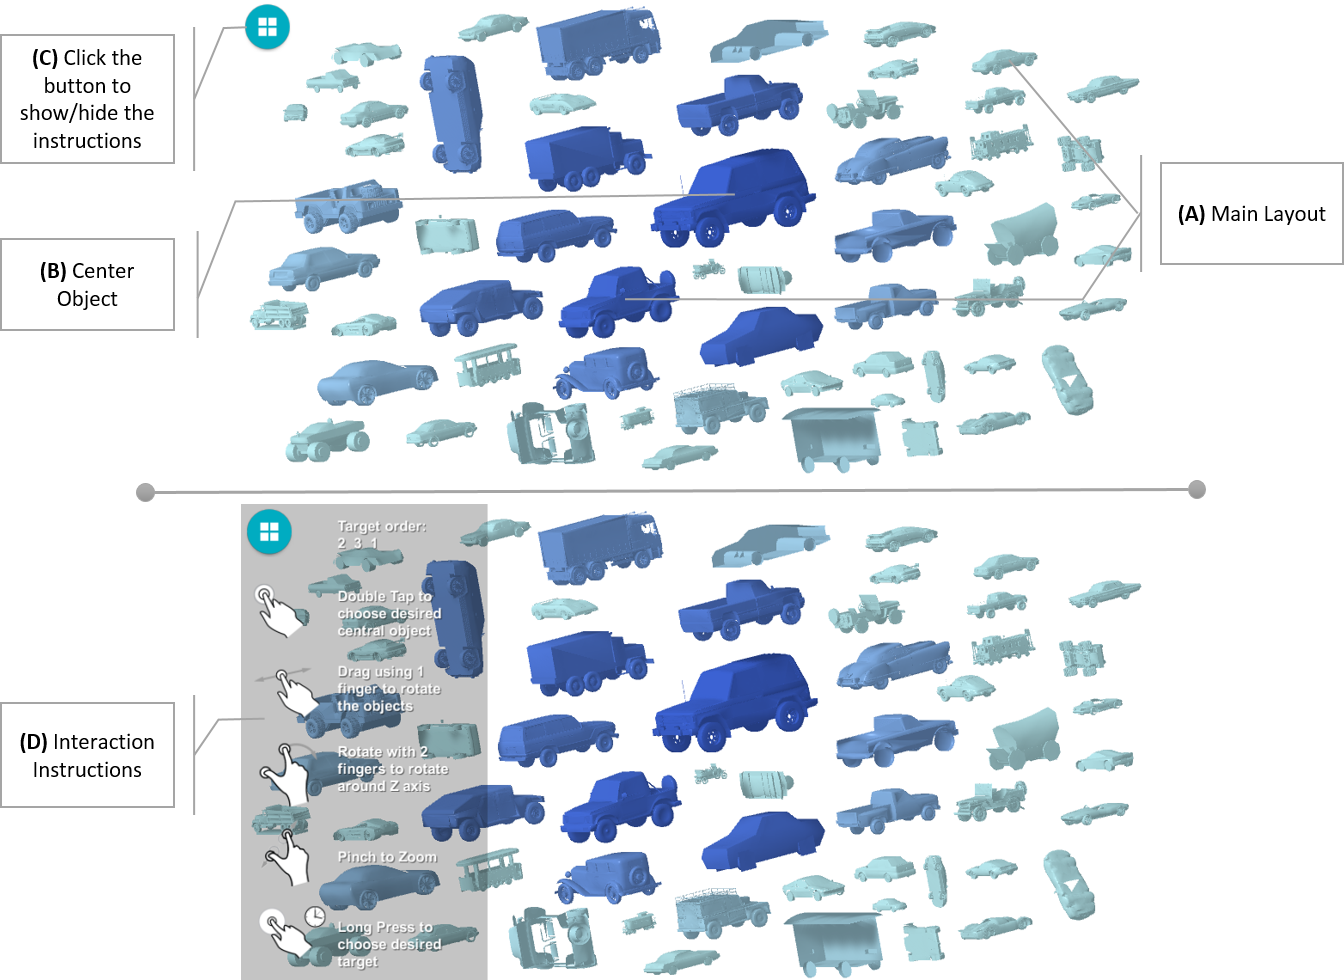 (C) Click the
button to
show/hide the
instructions
(A) Main Layout
(B) Center
Object
Target order:
2 3 1
Double Tap to
choose desired
central object
Drag using 1
finger to rotate
the objects
(D) Interaction
Instructions
Rotate with 2
fingers to rotate
around Z axis
Pinch to Zoom
Long Press to
choose desired
target